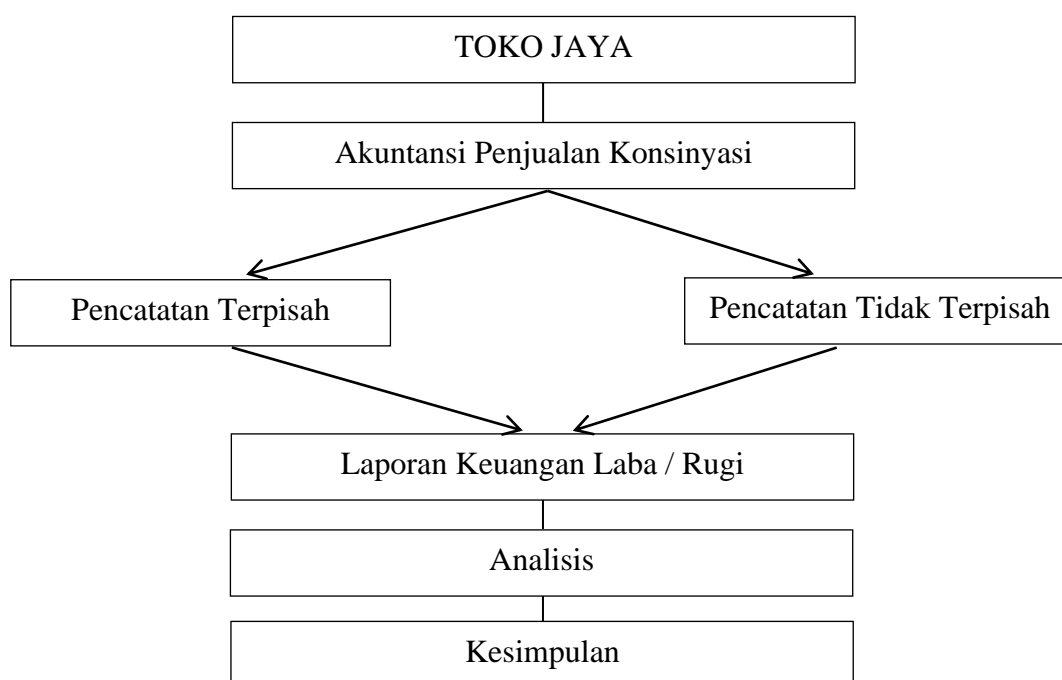 TOKO JAYA
Akuntansi Penjualan Konsinyasi
Pencatatan Terpisah
Pencatatan Tidak Terpisah
Laporan Keuangan Laba / Rugi
Analisis
Kesimpulan